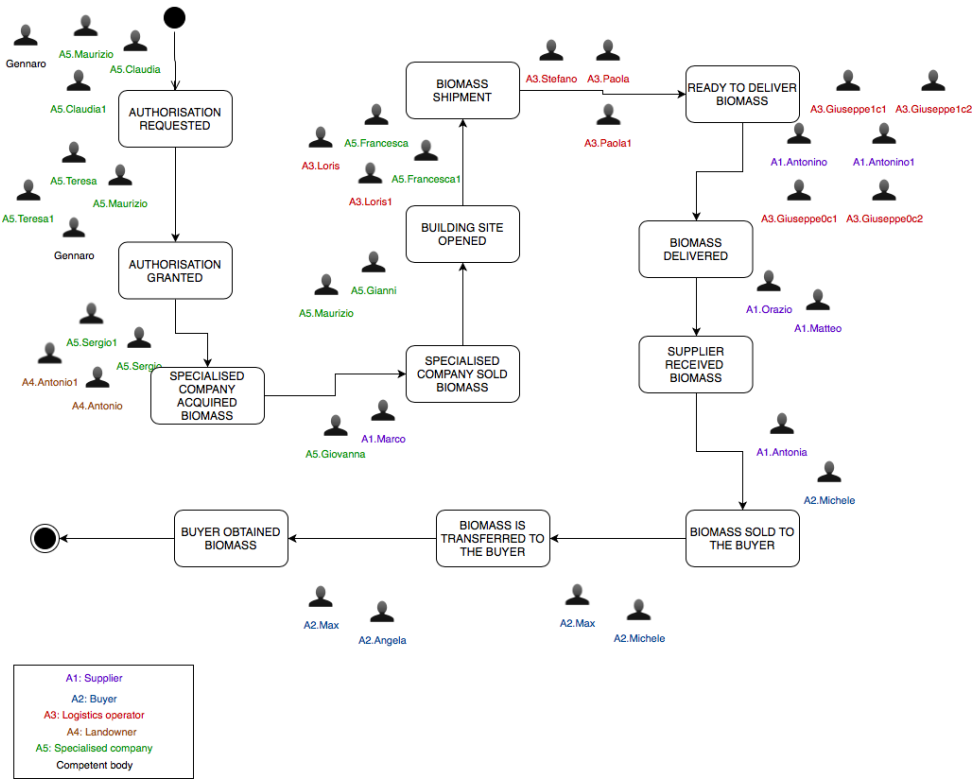 Gennaro
A5.Maurizio
A5.Claudia
A5.Claudia1
AUTHORISATION
REQUESTED
A5.Teresa
A5.Teresa1
A5.Maurizio
Gennaro
AUTHORISATION
GRANTED
A5.Sergio1
A5.Sergio
A4.Antonio1
A4.Antonio
SPECIALISED
COMPANY
ACQUIRED
BIOMASS
A1.Marco
A5.Giovanna
SPECIALISED
COMPANY SOLD
BIOMASS
A5.Gianni
A5.Maurizio
BUILDING SITE
OPENED
A5.Francesca
A3.Loris
A5.Francesca1
A3.Loris1
BIOMASS
SHIPMENT
A3.Stefano
A3.Paola
A3.Paola1
READY TO DELIVER
BIOMASS
A3.Giuseppe1c1
A3.Giuseppe1c2
A1.Antonino
A1.Antonino1
A3.Giuseppe0c1
A3.Giuseppe0c2
BIOMASS
DELIVERED
A1.Orazio
A1.Matteo
SUPPLIER
RECEIVED
BIOMASS
A1.Antonia
A2.Michele
BIOMASS SOLD TO
THE BUYER
A2.Max
A2.Michele
BIOMASS IS
TRANSFERRED TO
THE BUYER
A2.Max
A2.Angela
BUYER OBTAINED
BIOMASS
A1: Supplier
A2: Buyer
A3: Logistics operator
A4: Landowner
A5: Specialised company
Competent body